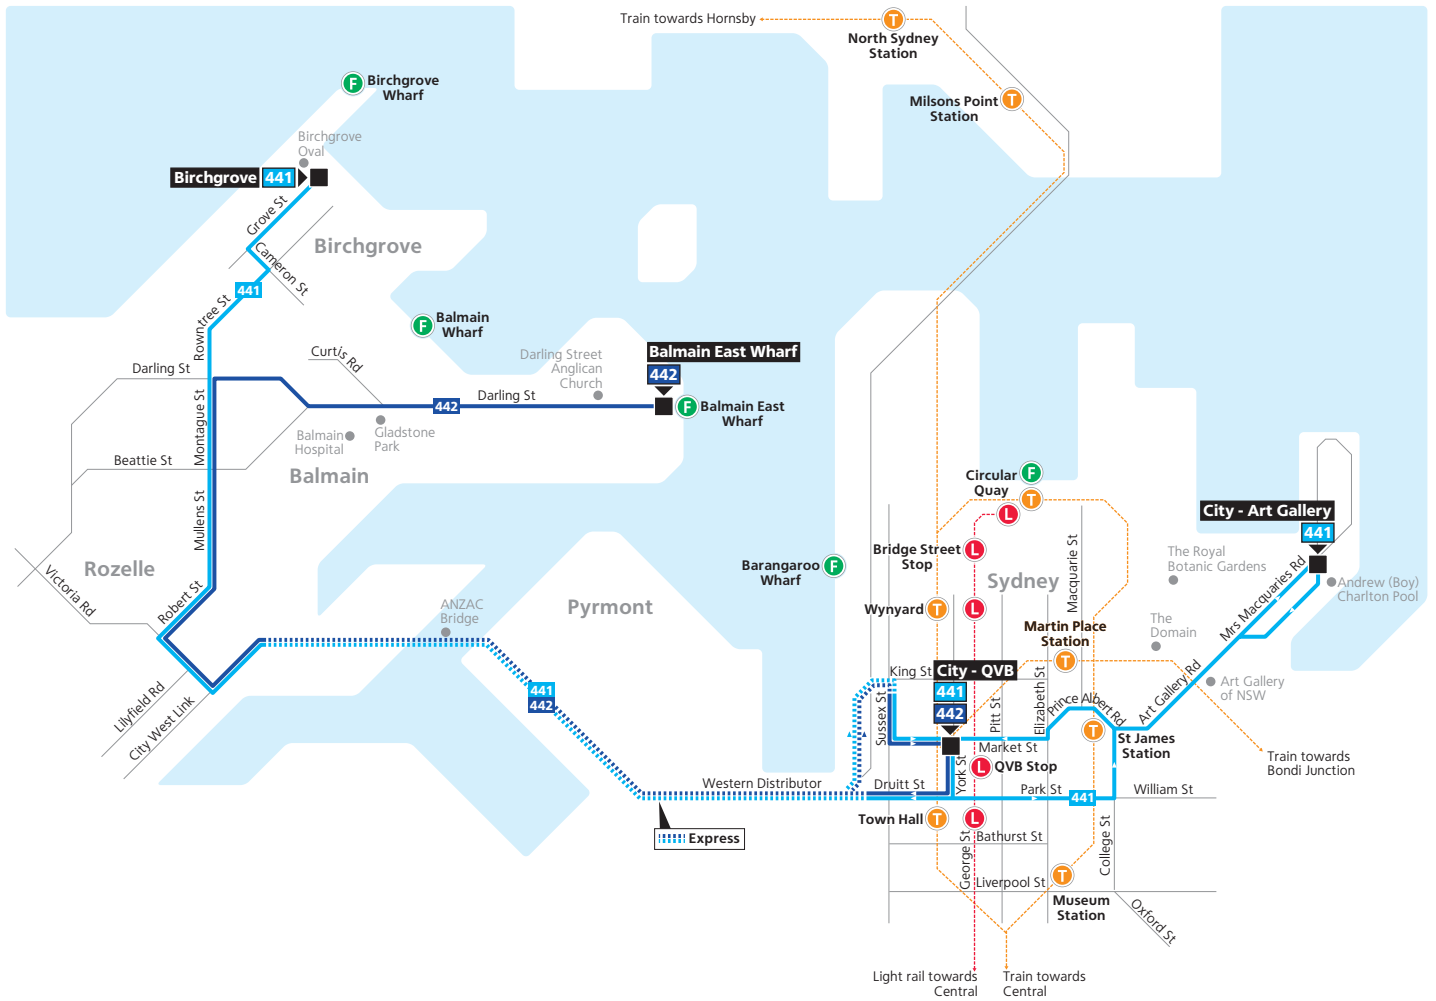 Train towards Hornsby
T
North Sydney
Station
F
Birchgrove
Wharf
Milsons Point
Station
T
Birchgrove
Oval
Birchgrove 441
Grove St
Birchgrove
Cameron St
441
Rowntree St
F
Balmain
Wharf
Curtis Rd
Darling Street
Anglican
Church
Balmain East Wharf
442
Darling St
442
Darling St
F
Balmain East
Wharf
Montague St
Balmain
Hospital
Gladstone
Park
Beattie St
Balmain
Mullens St
Rozelle
Victoria Rd
Robert St
Lilyfield Rd
City West Link
ANZAC
Bridge
Pyrmont
441
442
Western Distributor
Express
Barangaroo
Wharf
F
Circular
Quay
F
T
L
Bridge Street
Stop
L
Sydney
Macquarie St
Wynyard
T
L
Martin Place
Station
T
The Royal
Botanic Gardens
The
Domain
City - Art Gallery
441
Andrew (Boy)
Charlton Pool
Mrs Macquaries Rd
Art Gallery
of NSW
Art Gallery Rd
King St
City - QVB
441
442
Sussex St
Pitt St
Elizabeth St
Prince Albert Rd
T
St James
Station
Market St
York St
L
QVB Stop
Train towards
Bondi Junction
Druitt St
Park St
441
William St
Town Hall
T
L
George St
Bathurst St
College St
Liverpool St
T
Museum
Station
Oxford St
Light rail towards
Central
Train towards
Central